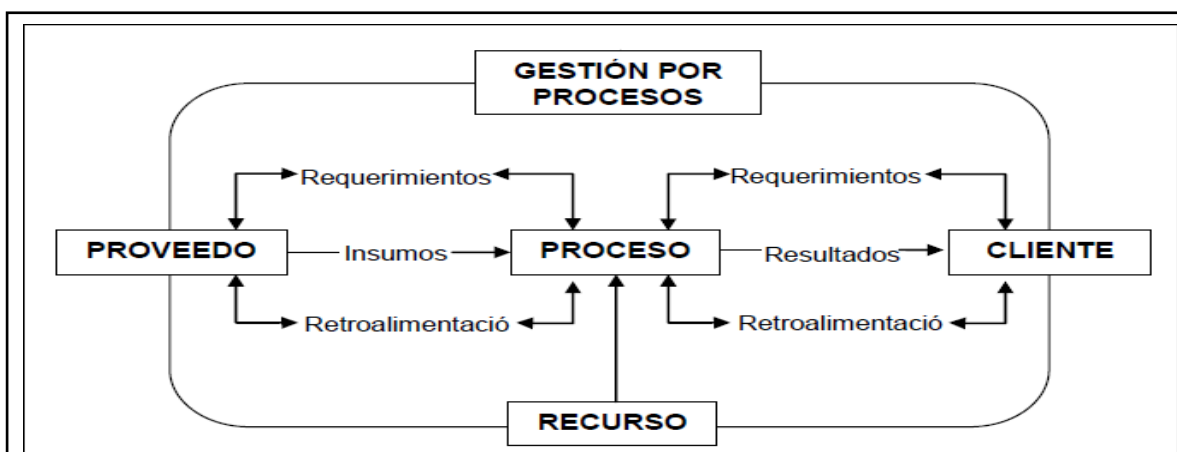 GESTIÓN POR
PROCESOS
Requerimientos
Requerimientos
PROVEEDO
Insumos
PROCESO
Resultados
CLIENTE
Retroalimentació
Retroalimentació
RECURSO